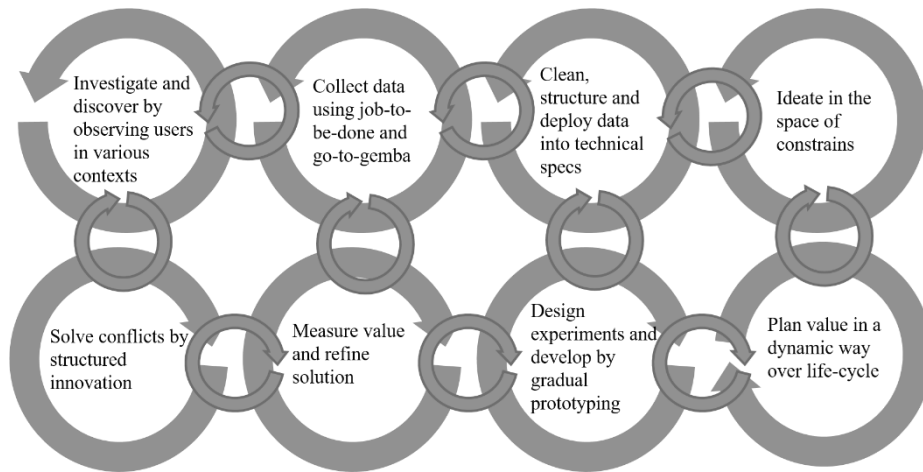 Investigate and
discover by
observing users
in various
contexts
Collect data
using job-to-
be-done and
go-to-gemba
Clean,
structure and
deploy data
into technical
specs
Ideate in the
space of
constrains
Solve conflicts by
structured
innovation
Measure value
and refine
solution
Design
experiments and
develop by
gradual
prototyping
Plan value in a
dynamic way
over life-cycle